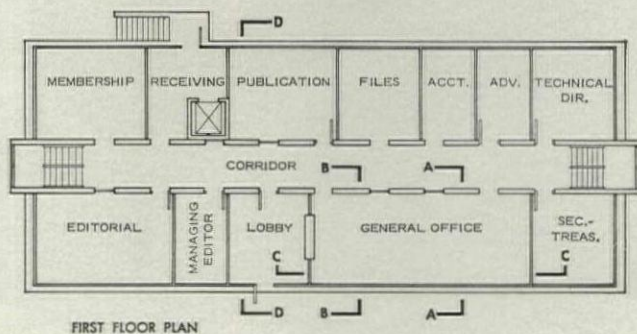 D
MEMBERSHIP
RECEIVING
PUBLICATION
FILES
ACCT.
ADV.
TECHNICAL
DIR.
CORRIDOR
B
A
EDITORIAL
MANAGING
EDITOR
LOBBY
GENERAL OFFICE
SEC.-
TREAS.
C
C
D
B
A
FIRST FLOOR PLAN